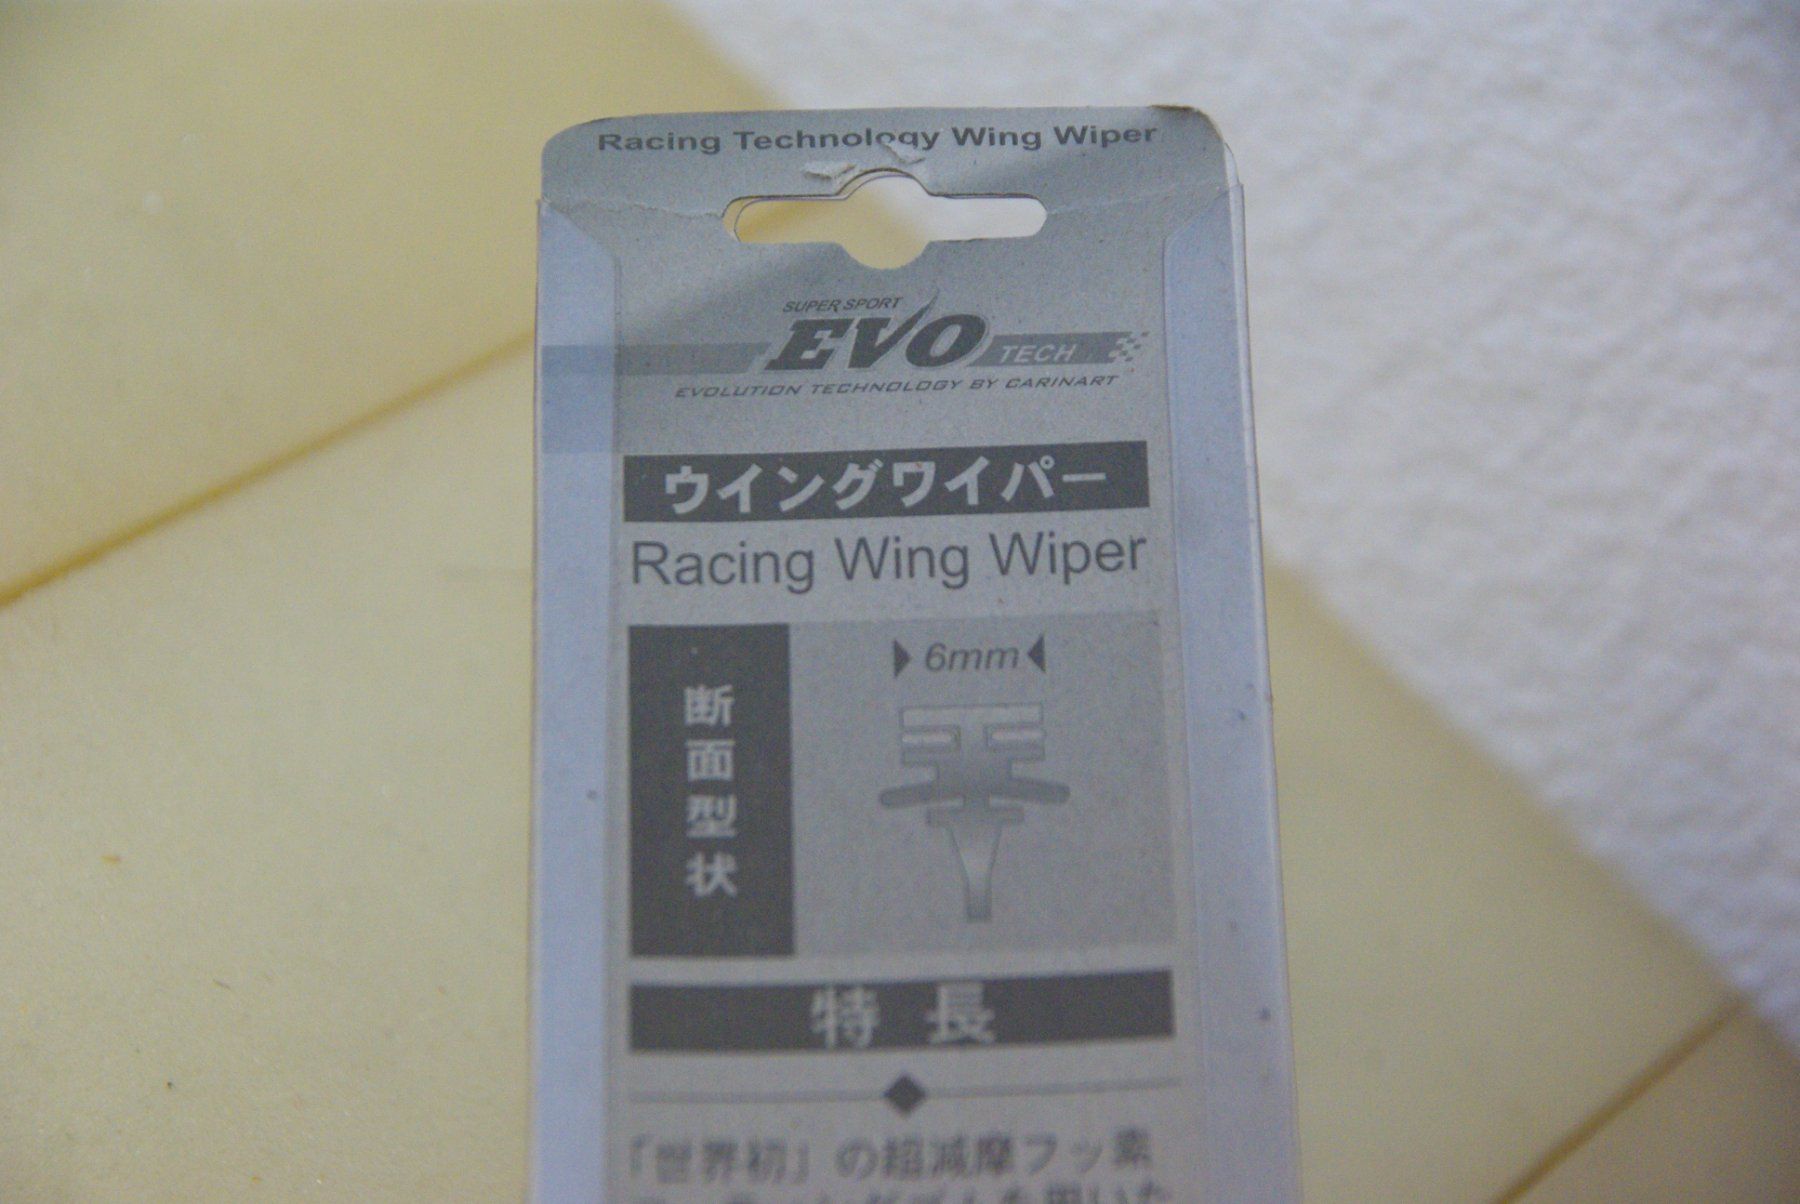 Racing Technology Wing Wiper
SUPER SPORT
EVO TECH
EVOLUTION TECHNOLOGY BY CARINART
ウイングワイパー
Racing Wing Wiper
6mm
断面型状
特長
「世界初」の超減摩フッ素